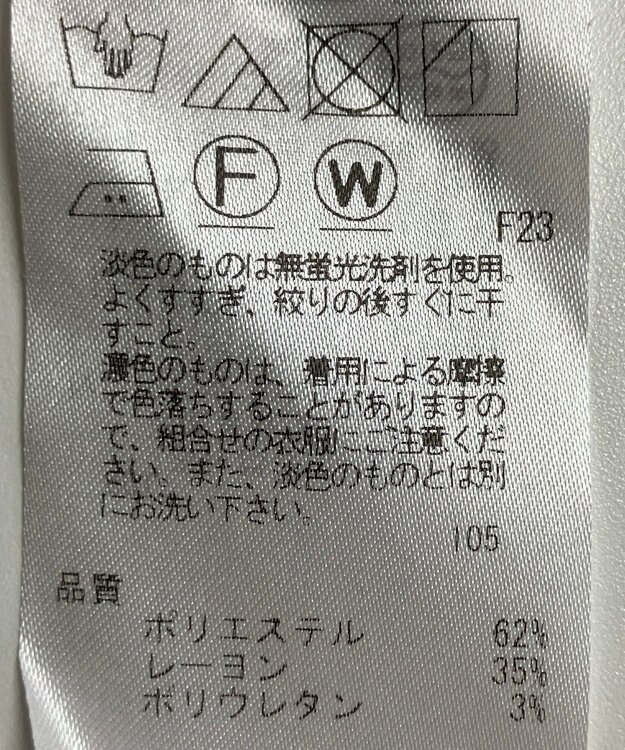 F W
F23
淡色のものは無蛍光洗剤を使用。
よくすすぎ、絞りの後すぐに干
すこと。
濃色のものは、着用による摩擦
で色落ちすることがありますの
で、組合せの衣服にご注意くだ
さい。また、淡色のものとは別
にお洗い下さい。
105
品質
ポリエステル 62%
レーヨン 35%
ポリウレタン 3%